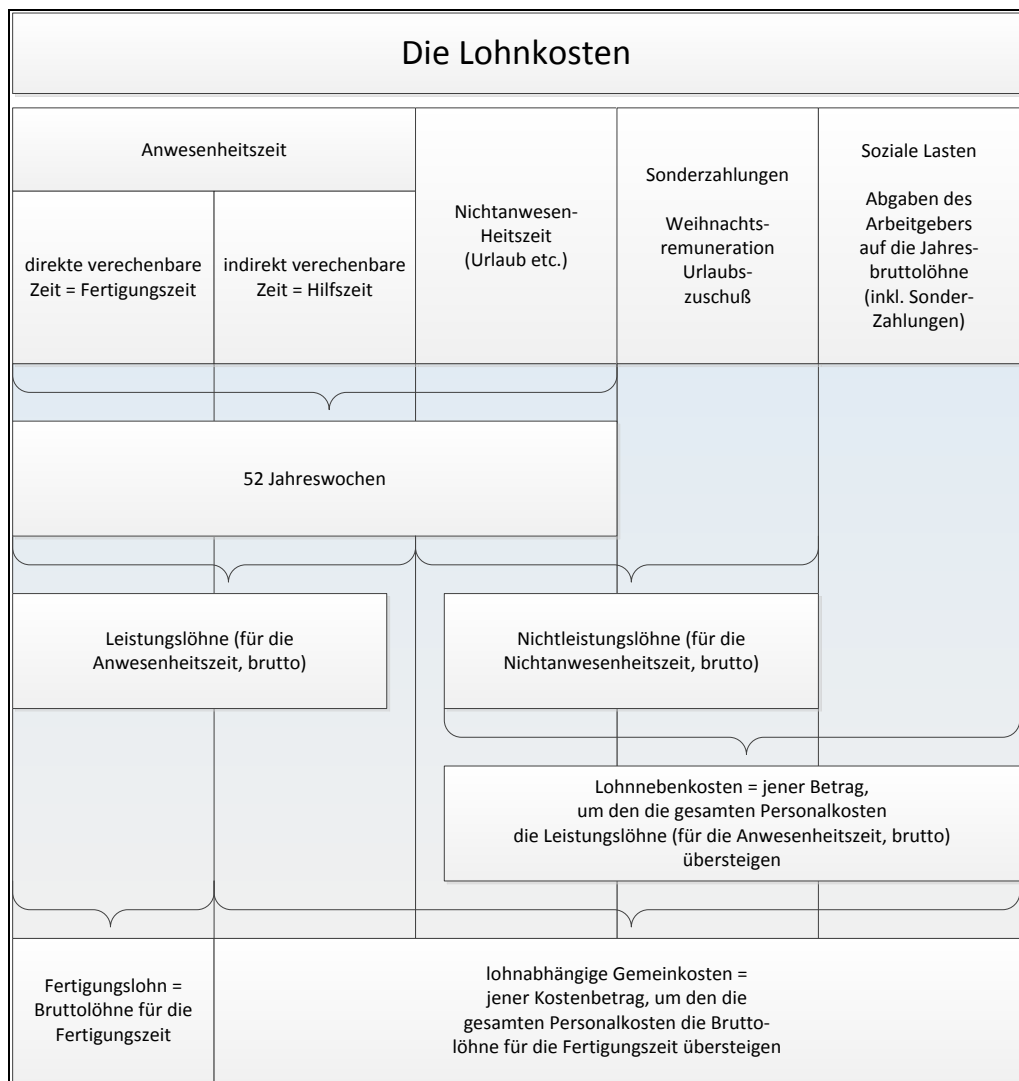 Die Lohnkosten
Anwesenheitszeit
direkte verechenbare
Zeit = Fertigungszeit
indirekt verechenbare
Zeit = Hilfszeit
Nichtanwesen-
Heitszeit
(Urlaub etc.)
Sonderzahlungen
Weihnachts-
remuneration
Urlaubs-
zuschuß
Soziale Lasten
Abgaben des
Arbeitgebers
auf die Jahres-
bruttolöhne
(inkl. Sonder-
Zahlungen)
52 Jahreswochen
Leistungslöhne (für die
Anwesenheitszeit, brutto)
Nichtleistungslöhne (für die
Nichtanwesenheitszeit, brutto)
Lohnnebenkosten = jener Betrag,
um den die gesamten Personalkosten
die Leistungslöhne (für die Anwesenheitszeit, brutto)
übersteigen
Fertigungslohn =
Bruttolöhne für die
Fertigungszeit
lohnabhängige Gemeinkosten =
jener Kostenbetrag, um den die
gesamten Personalkosten die Brutto-
löhne für die Fertigungszeit übersteigen